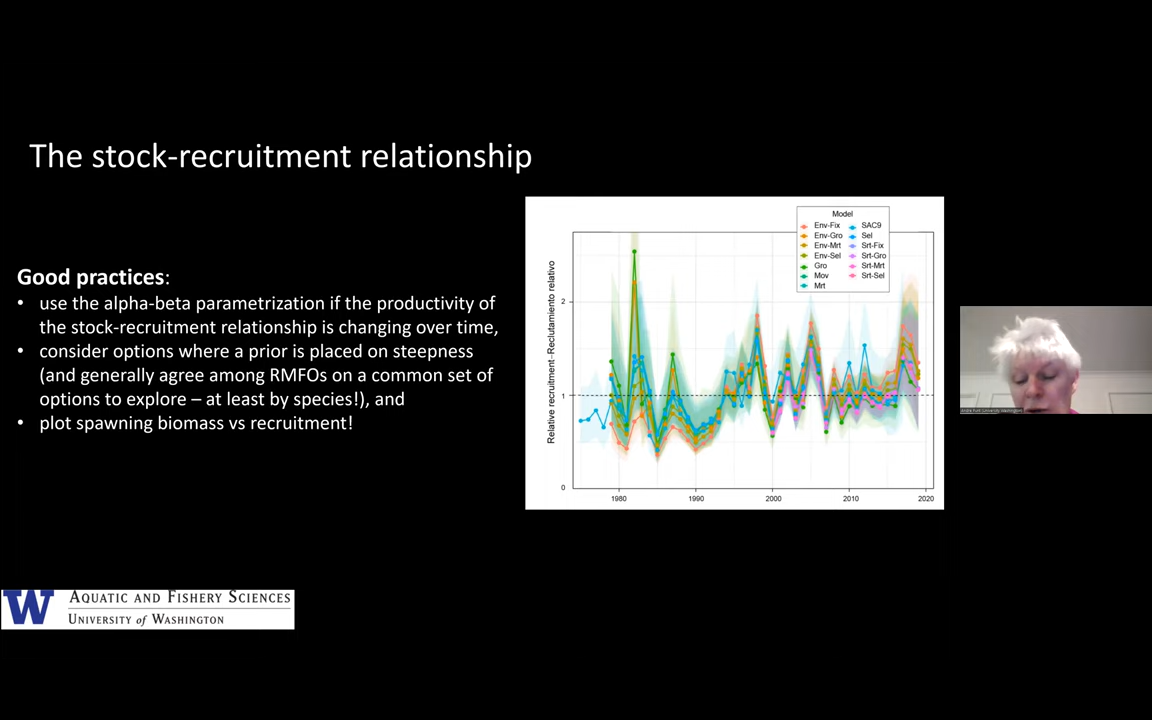 The stock-recruitment relationship
Good practices:
• use the alpha-beta parametrization if the productivity of
the stock-recruitment relationship is changing over time,
• consider options where a prior is placed on steepness
(and generally agree among RMFOs on a common set of
options to explore – at least by species!), and
• plot spawning biomass vs recruitment!
Relative recruitment-Reclutamiento relativo
2
1
0
1980 1990 2000 2010 2020
Model
Env-Fix SAC9
Env-Gro Sel
Env-Mrt Srt-Fix
Env-Sel Srt-Gro
Gro Srt-Mrt
Mov Srt-Sel
Mrt
W
AQUATIC AND FISHERY SCIENCES
UNIVERSITY of WASHINGTON